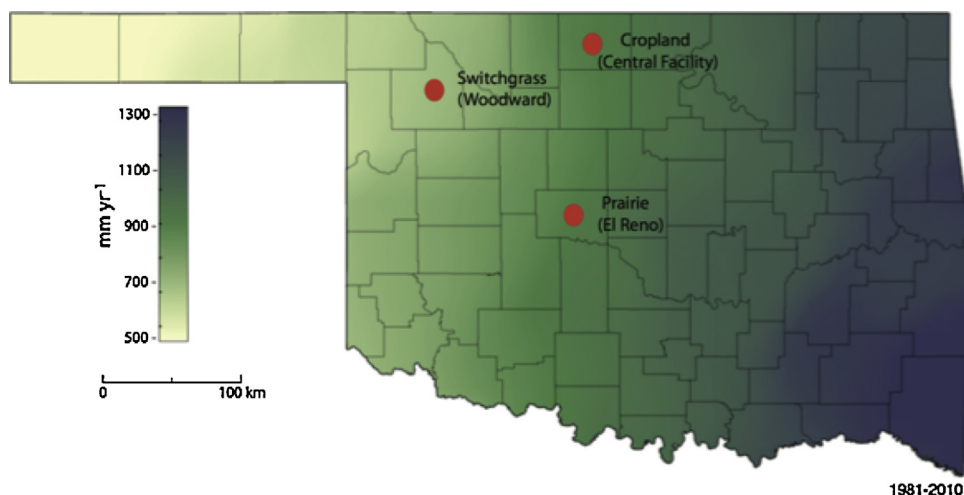 Cropland
(Central Facility)
Switchgrass
(Woodward)
1300
1100
900
700
500
mm yr⁻¹
Prairie
(El Reno)
0
100 km
1981-2010